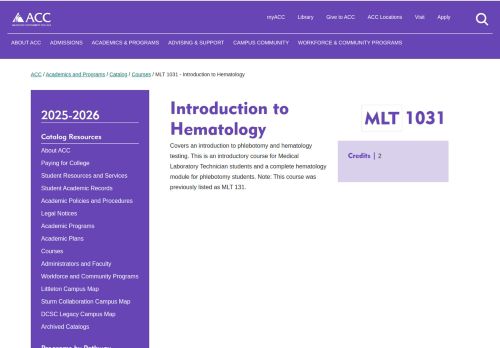 ACC
myACC
Library
Give to ACC
ACC Locations
Visit
Apply
ABOUT ACC
ADMISSIONS
ACADEMICS & PROGRAMS
ADVISING & SUPPORT
CAMPUS COMMUNITY
WORKFORCE & COMMUNITY PROGRAMS
ACC / Academics and Programs / Catalog / Courses / MLT 1031 - Introduction to Hematology
2025-2026
Catalog Resources
About ACC
Paying for College
Student Resources and Services
Student Academic Records
Academic Policies and Procedures
Legal Notices
Academic Programs
Academic Plans
Courses
Administrators and Faculty
Workforce and Community Programs
Littleton Campus Map
Sturm Collaboration Campus Map
DCSC Legacy Campus Map
Archived Catalogs
Programs by Pathway
Introduction to
Hematology
Covers an introduction to phlebotomy and hematology
testing. This is an introductory course for Medical
Laboratory Technician students and a complete hematology
module for phlebotomy students. Note: This course was
previously listed as MLT 131.
MLT 1031
Credits | 2